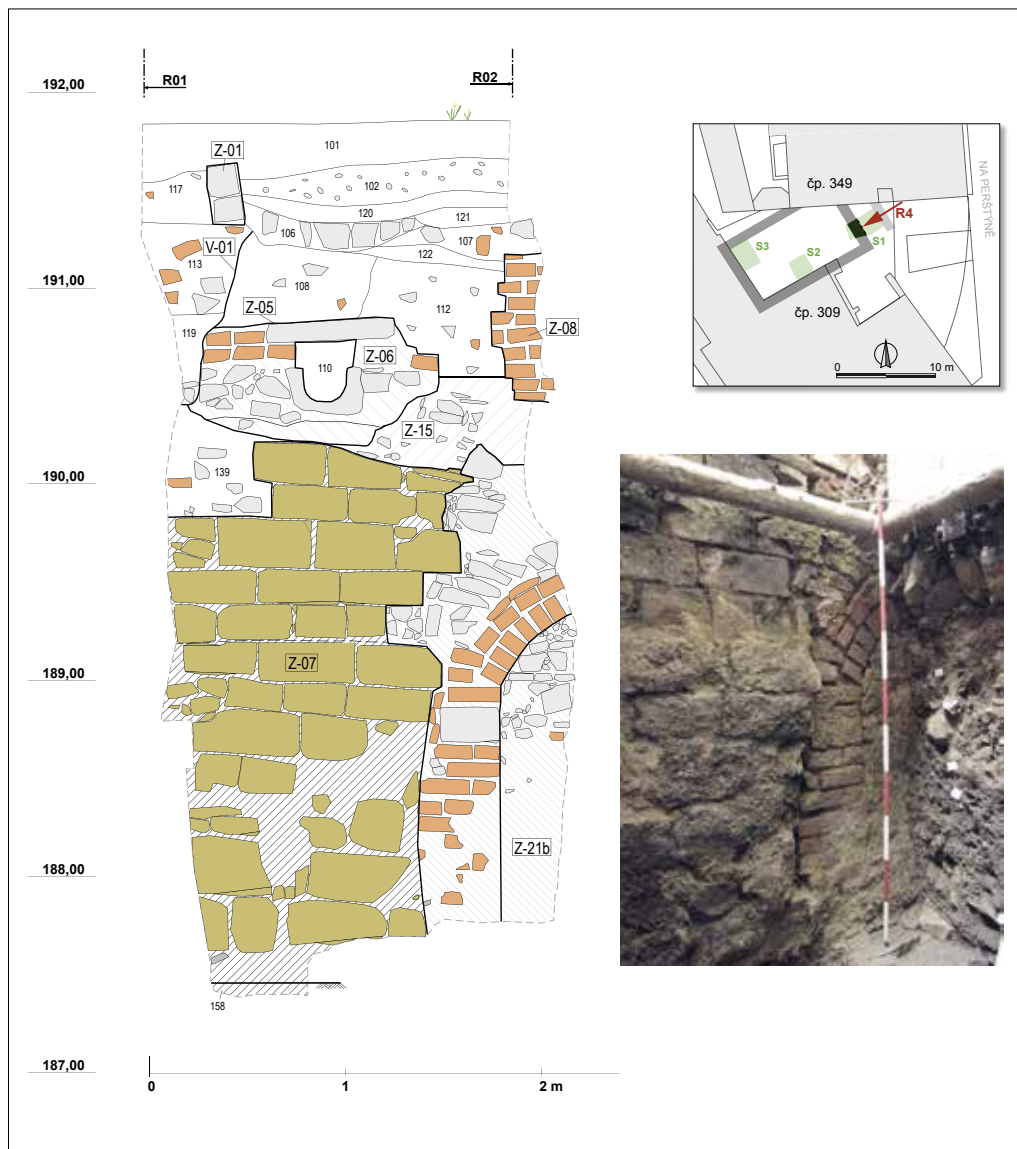 192,00
R01
R02
101
Z-01
117
102
120
121
106
107
V-01
122
113
108
191,00
112
Z-05
Z-08
119
Z-06
110
Z-15
190,00
139
Z-07
189,00
Z-21b
188,00
158
187,00
0 1 2 m
čp. 349
NA PERŠTÝNĚ
R4
S3
S2
S1
čp. 309
0 10 m